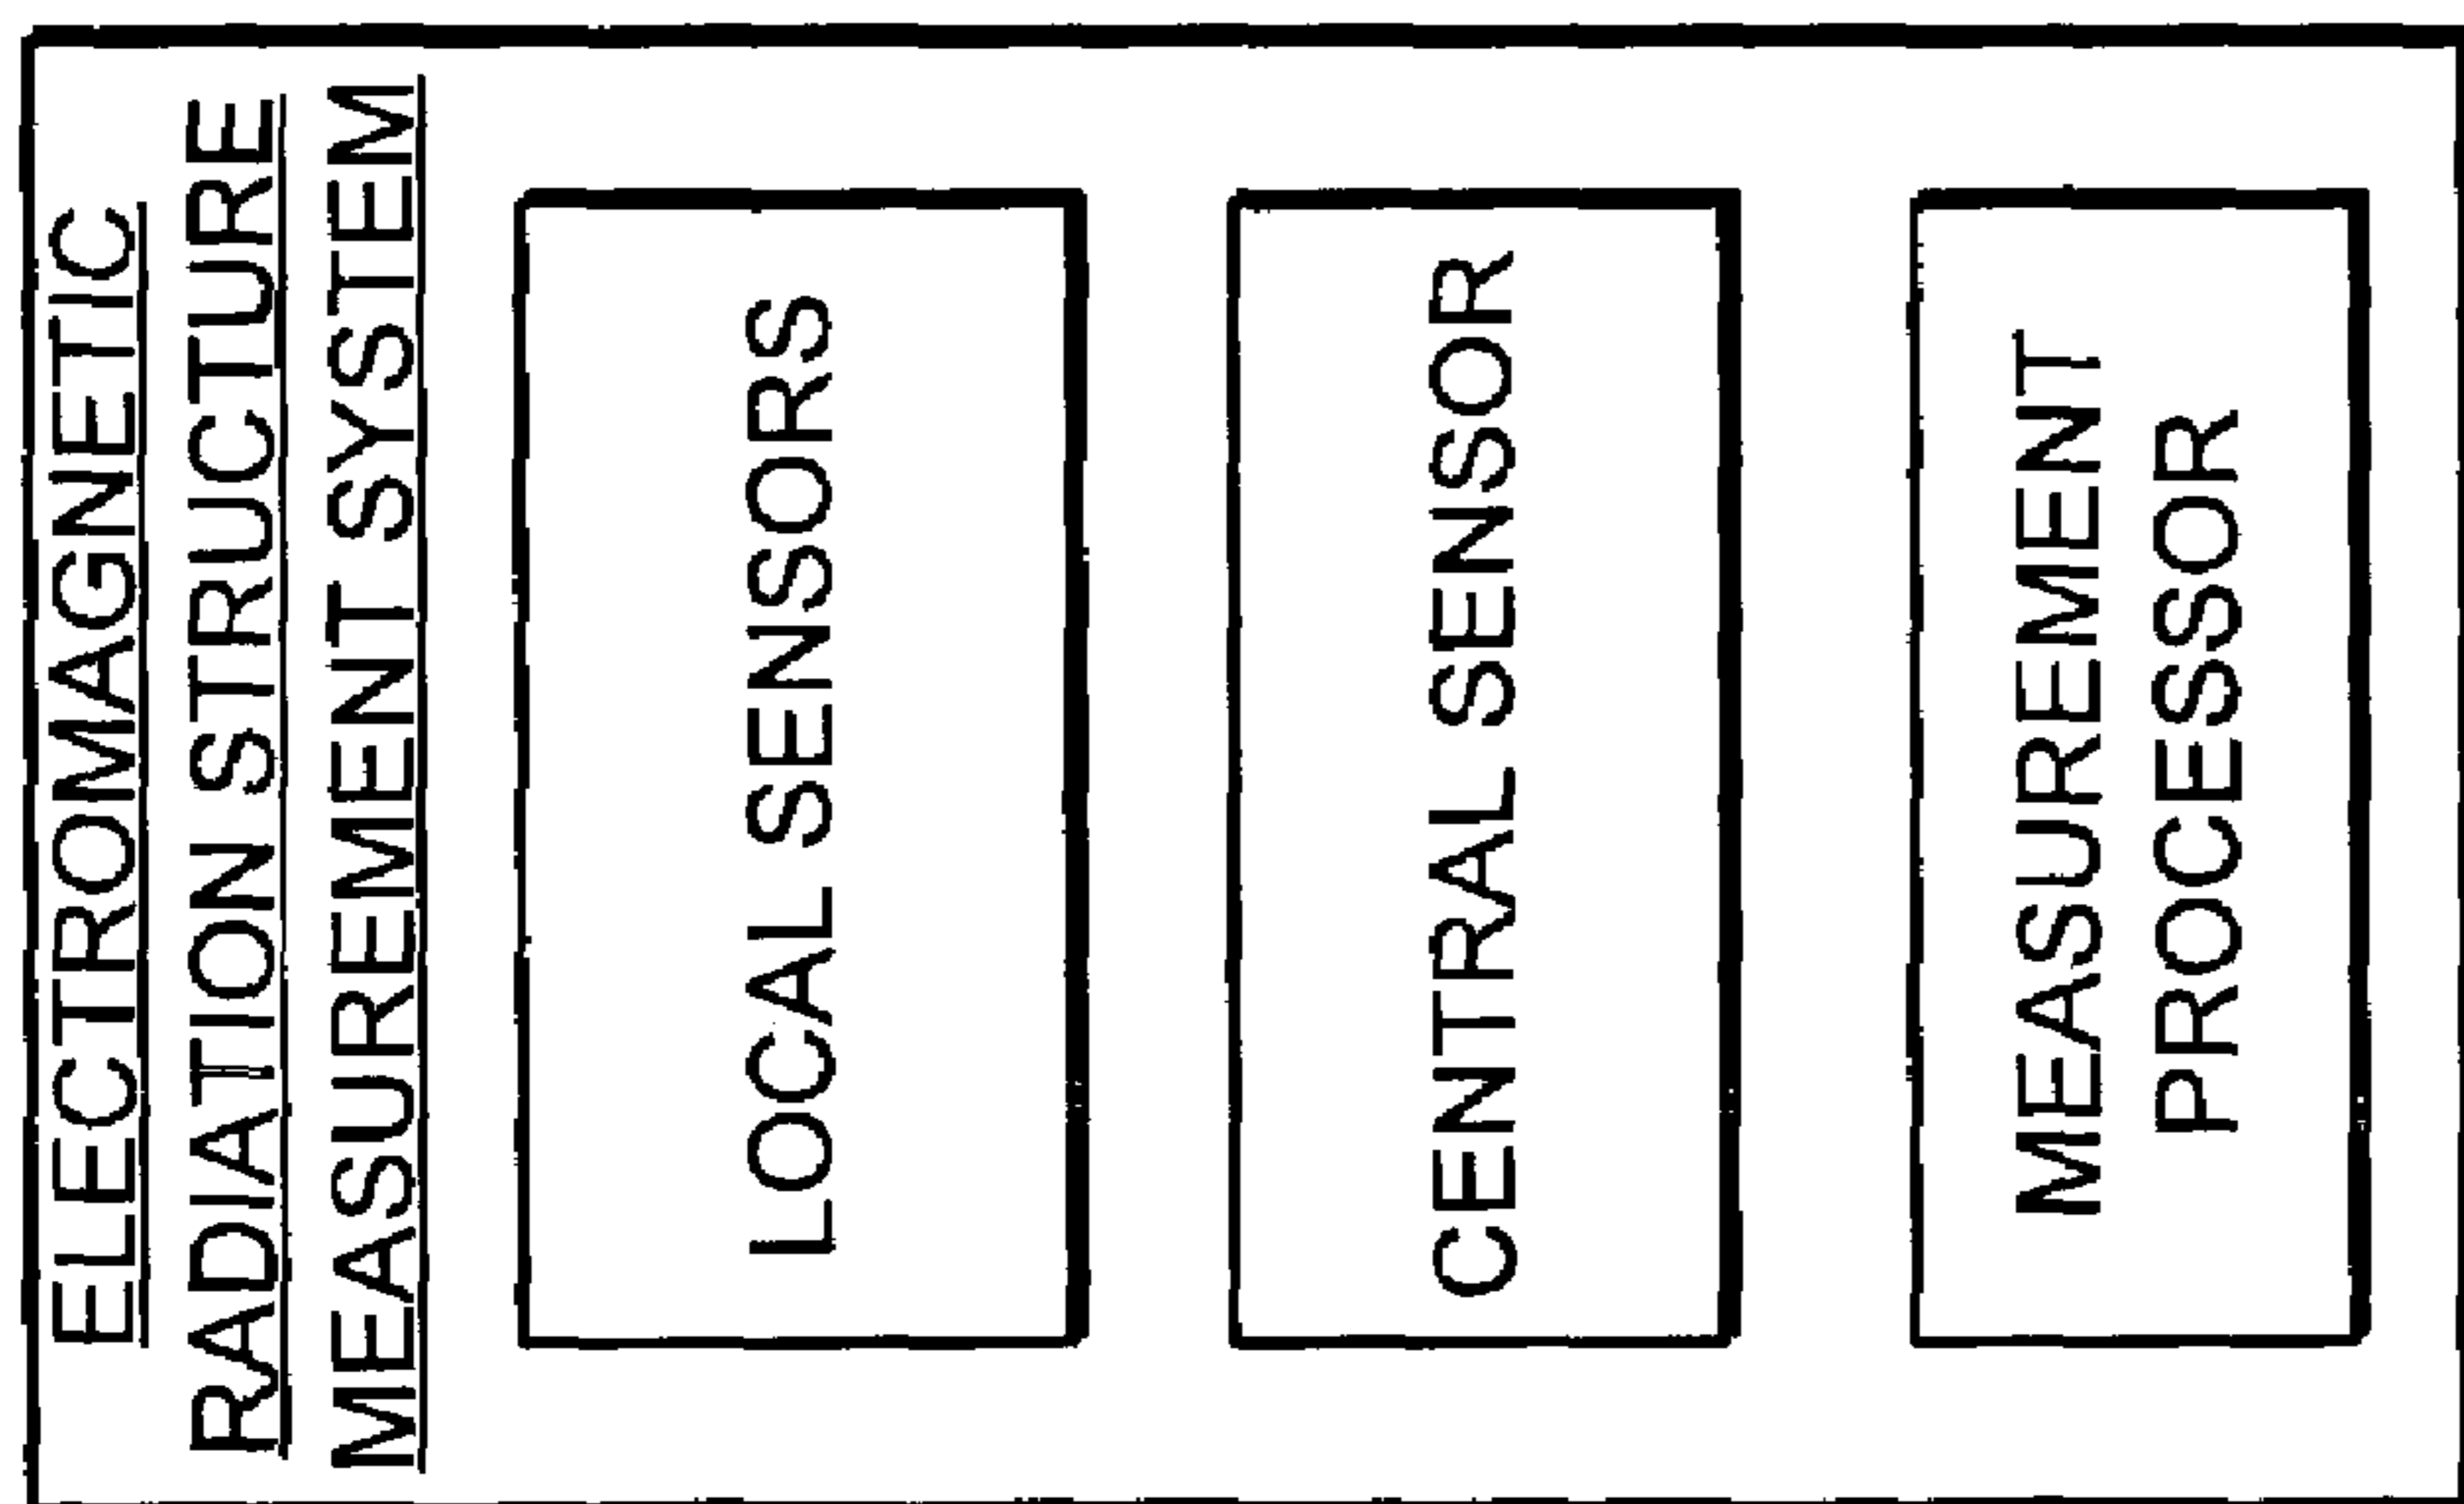 ELECTROMAGNETIC
RADIATION STRUCTURE
MEASUREMENT SYSTEM
LOCAL SENSORS
CENTRAL SENSOR
MEASUREMENT
PROCESSOR